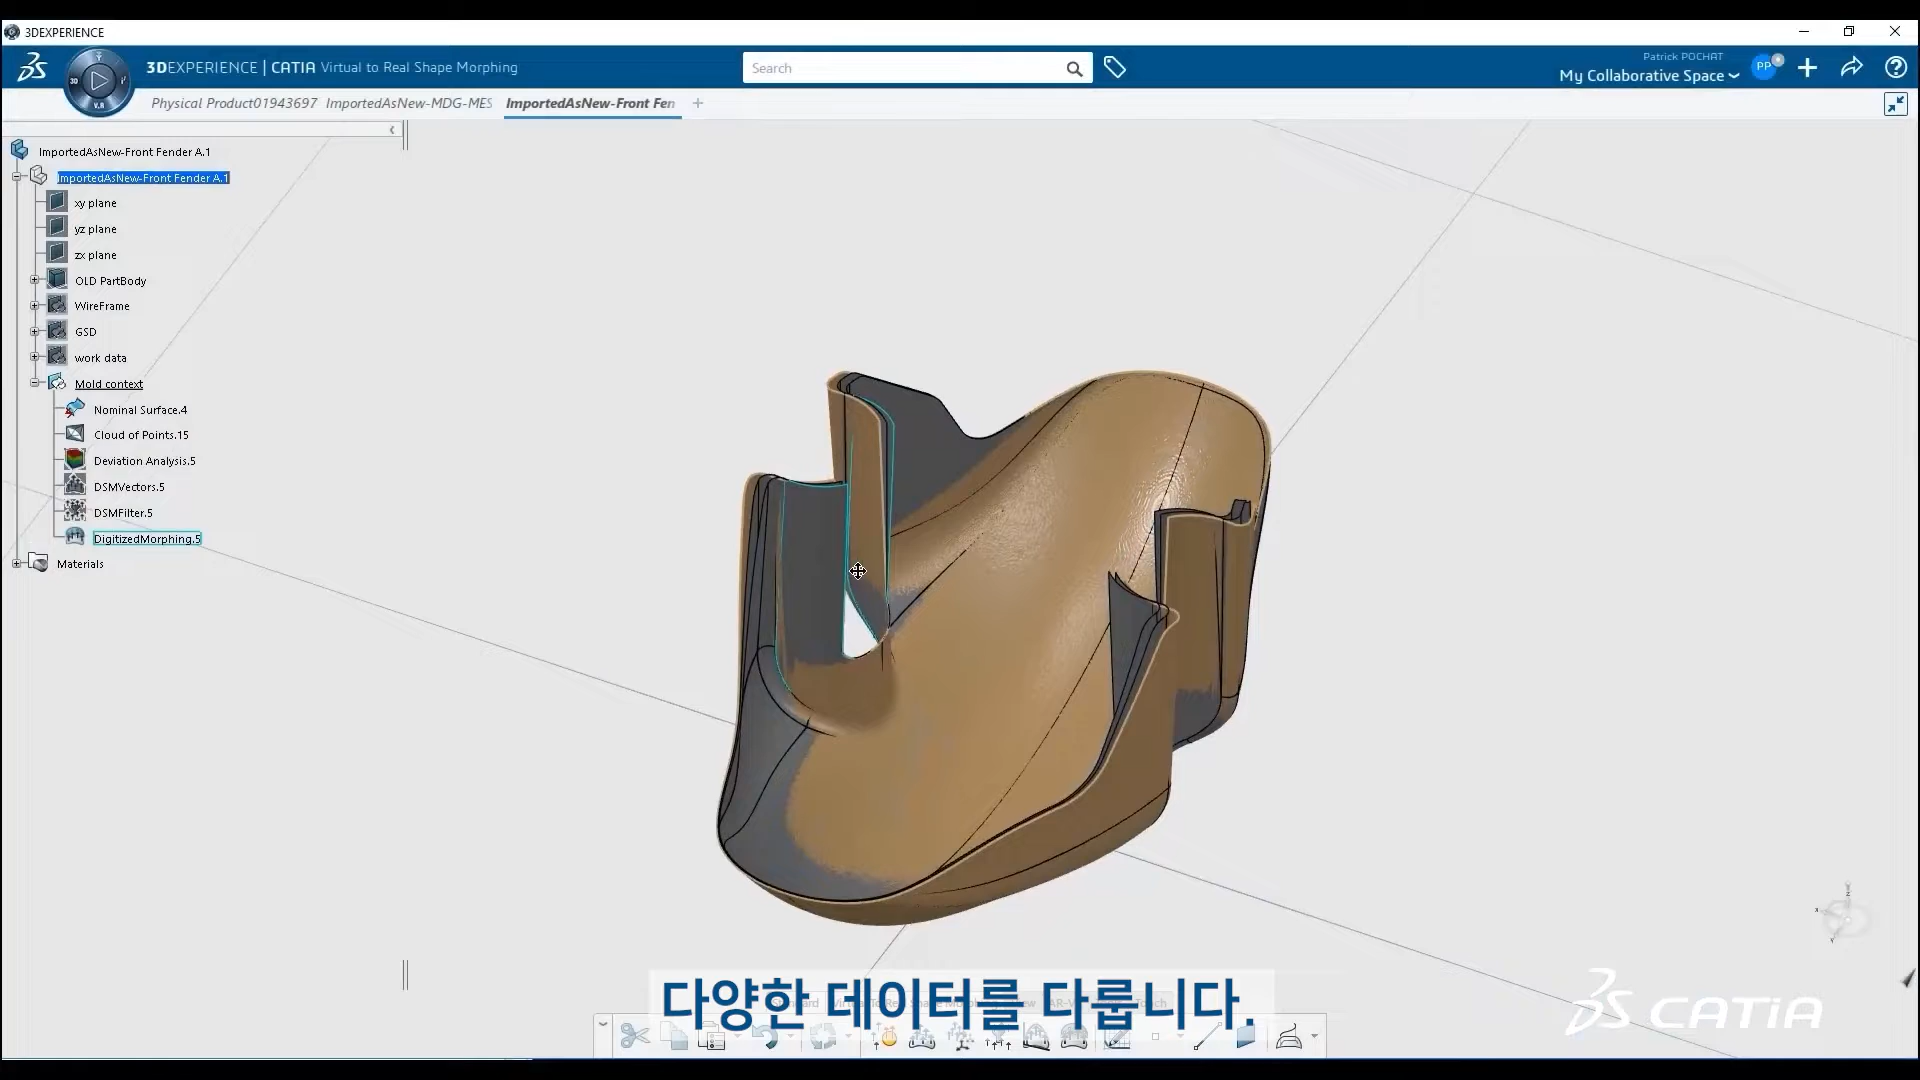 3DEXPERIENCE
3DEXPERIENCE | CATIA Virtual to Real Shape Morphing
Search
Patrick POCHAT
My Collaborative Space
PP
3D
V.R
Physical Product01943697
ImportedAsNew-MDG-MES
ImportedAsNew-Front Fen
ImportedAsNew-Front Fender A.1
ImportedAsNew-Front Fender A.1
xy plane
yz plane
zx plane
OLD PartBody
WireFrame
GSD
work data
Mold context
Nominal Surface.4
Cloud of Points.15
Deviation Analysis.5
DSMVectors.5
DSMFilter.5
DigitizedMorphing.5
Materials
다양한 데이터를 다룹니다.
CATIA